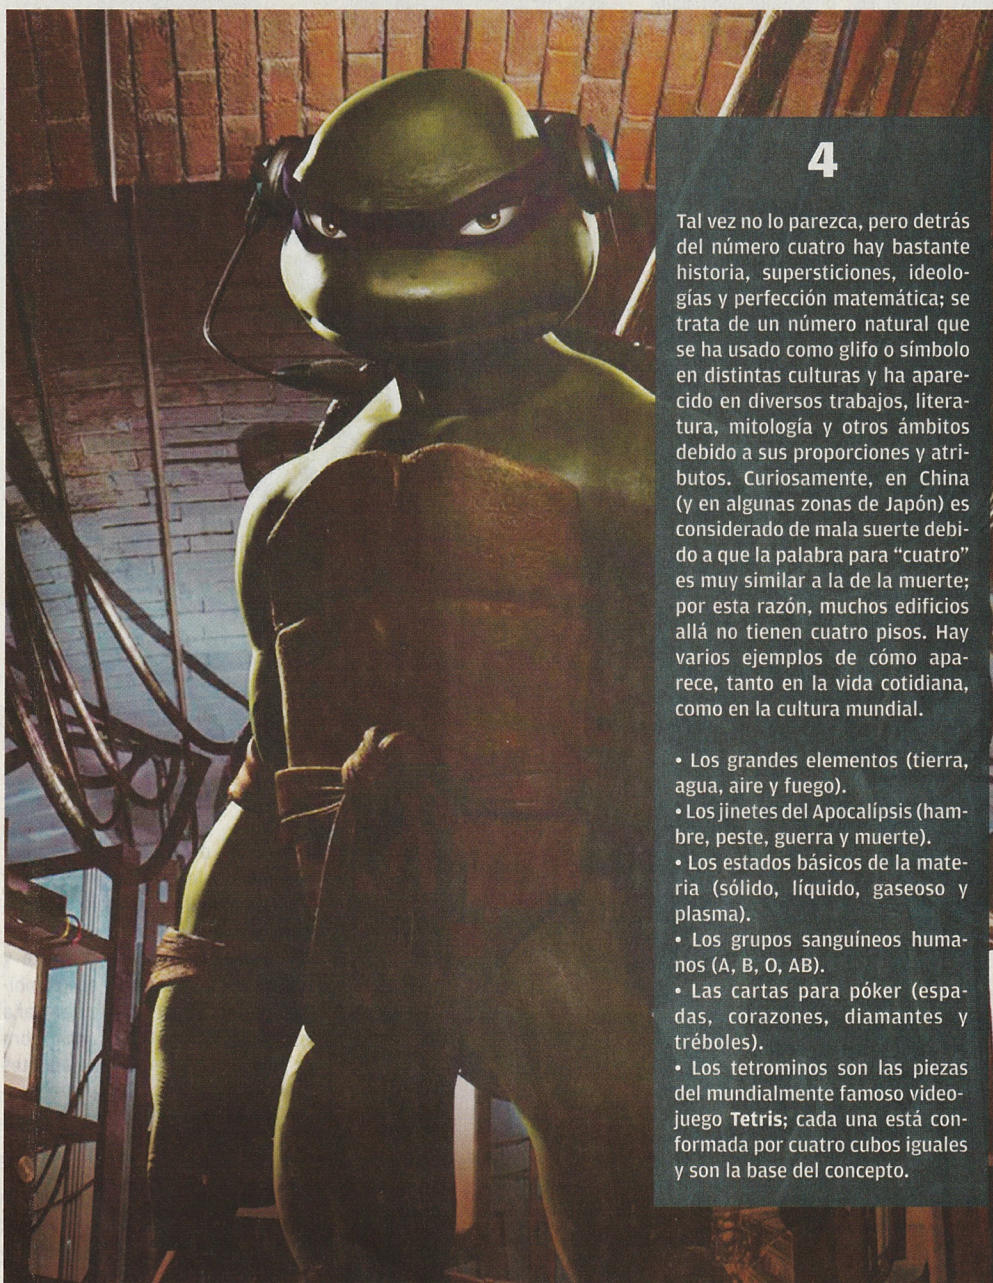 4
Tal vez no lo parezca, pero detrás
del número cuatro hay bastante
historia, supersticiones, ideolo-
gías y perfección matemática; se
trata de un número natural que
se ha usado como glifo o símbolo
en distintas culturas y ha apare-
cido en diversos trabajos, litera-
tura, mitología y otros ámbitos
debido a sus proporciones y atri-
butos. Curiosamente, en China
(y en algunas zonas de Japón) es
considerado de mala suerte debi-
do a que la palabra para “cuatro”
es muy similar a la de la muerte;
por esta razón, muchos edificios
allá no tienen cuatro pisos. Hay
varios ejemplos de cómo apa-
rece, tanto en la vida cotidiana,
como en la cultura mundial.
• Los grandes elementos (tierra,
agua, aire y fuego).
• Los jinetes del Apocalípsis (ham-
bre, peste, guerra y muerte).
• Los estados básicos de la mate-
ria (sólido, líquido, gaseoso y
plasma).
• Los grupos sanguíneos huma-
nos (A, B, O, AB).
• Las cartas para póker (espa-
das, corazones, diamantes y
tréboles).
• Los tetrominos son las piezas
del mundialmente famoso video-
juego Tetris; cada una está con-
formada por cuatro cubos iguales
y son la base del concepto.